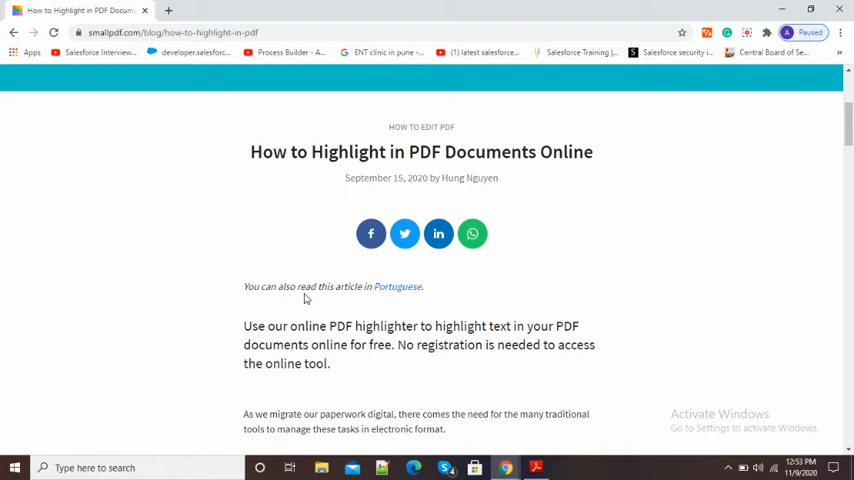 How to Highlight in PDF Docum
smallpdf.com/blog/how-to-highlight-in-pdf
A Paused
Apps Salesforce Interview... developer.salesforc... Process Builder - A... ENT clinic in pune -... (1) latest salesforce... Salesforce Training |... Salesforce security i... Central Board of Se...
HOW TO EDIT PDF
How to Highlight in PDF Documents Online
September 15, 2020 by Hung Nguyen
You can also read this article in Portuguese.
Use our online PDF highlighter to highlight text in your PDF
documents online for free. No registration is needed to access
the online tool.
As we migrate our paperwork digital, there comes the need for the many traditional
tools to manage these tasks in electronic format.
Activate Windows
Go to Settings to activate Windows.
Type here to search
4
12:53 PM
11/9/2020